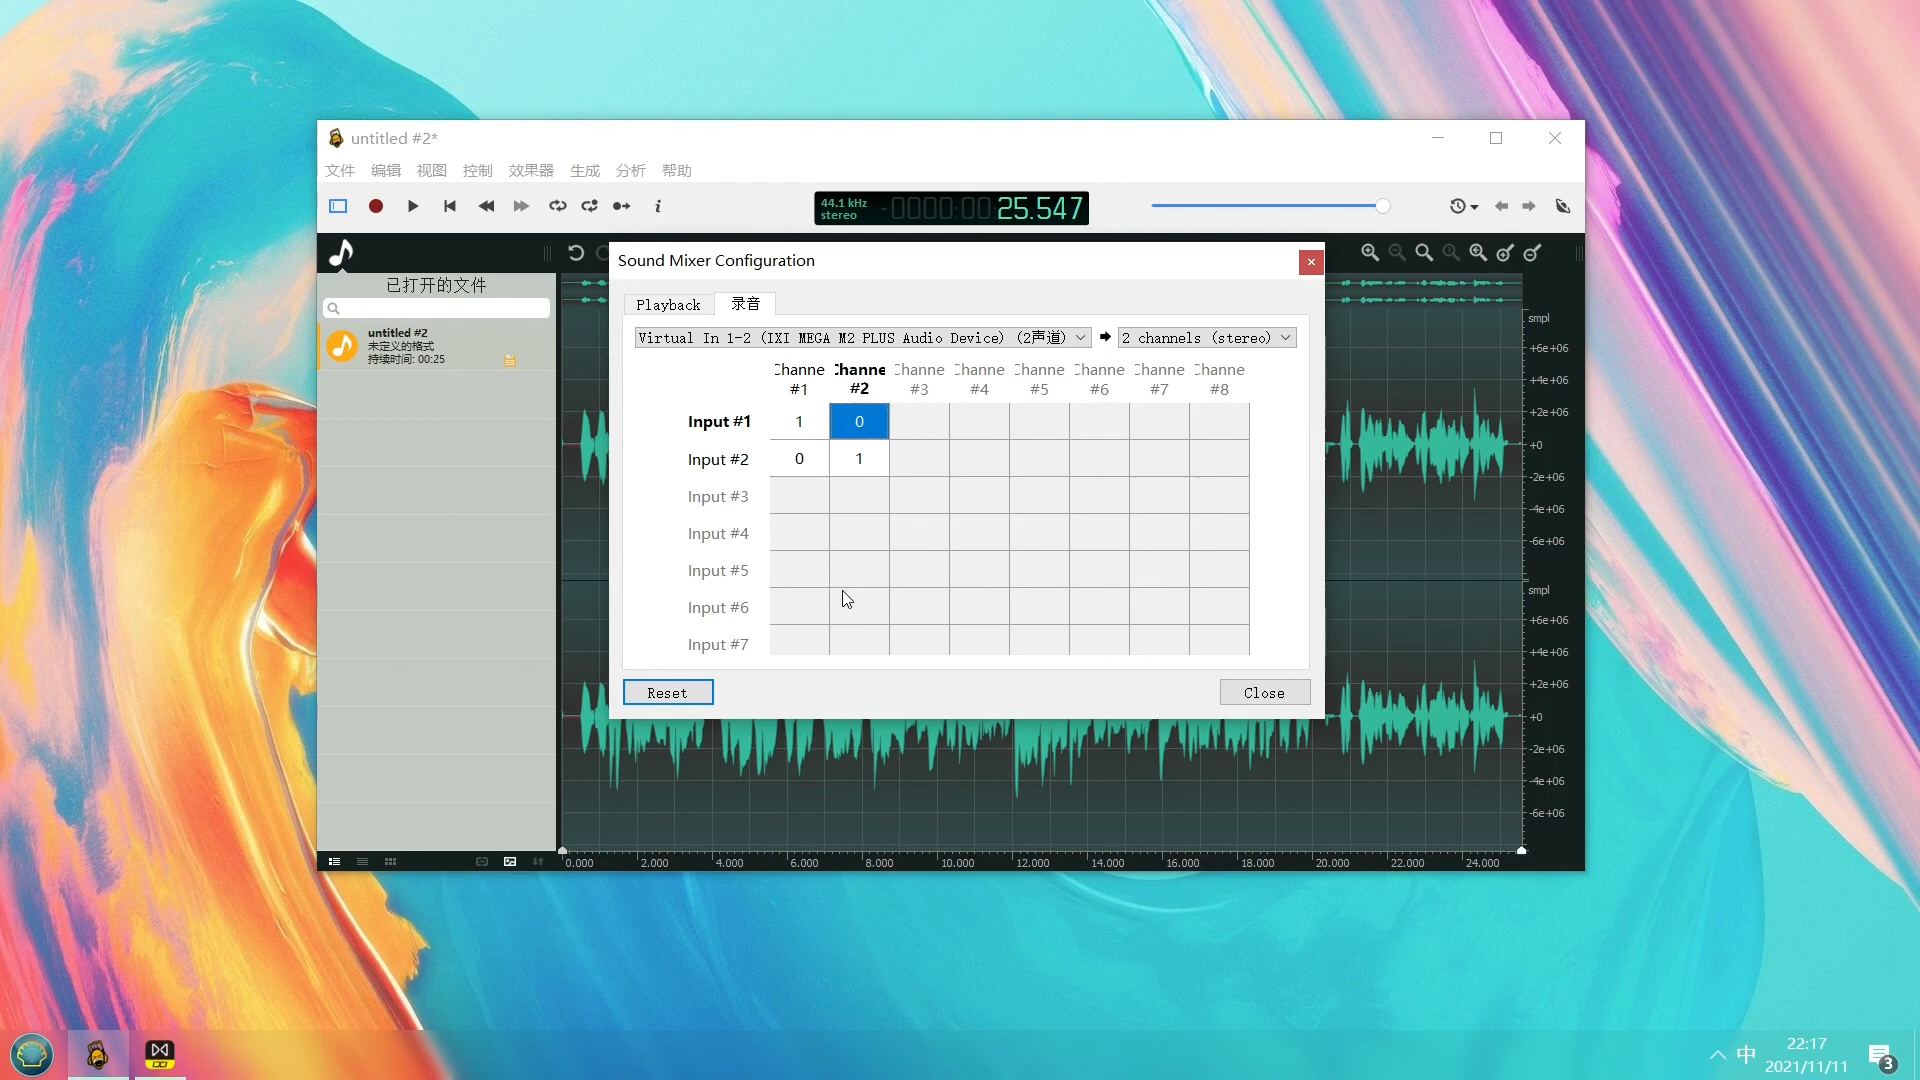 untitled #2*
文件 编辑 视图 控制 效果器 生成 分析 帮助
44.1 kHz
stereo
-0000:00:25.547
已打开的文件
untitled #2
未定义的格式
持续时间: 00:25
Sound Mixer Configuration
Playback 录音
Virtual In 1-2 (IXI MEGA M2 PLUS Audio Device) (2声道) 2 channels (stereo)
Channe Channe Channe Channe Channe Channe Channe Channe
#1 #2 #3 #4 #5 #6 #7 #8
Input #1 1 0
Input #2 0 1
Input #3
Input #4
Input #5
Input #6
Input #7
Reset Close
smpl
+6e+06
+4e+06
+2e+06
+0
-2e+06
-4e+06
-6e+06
smpl
+6e+06
+4e+06
+2e+06
+0
-2e+06
-4e+06
-6e+06
0.000 2.000 4.000 6.000 8.000 10.000 12.000 14.000 16.000 18.000 20.000 22.000 24.000
中
22:17
2021/11/11
3